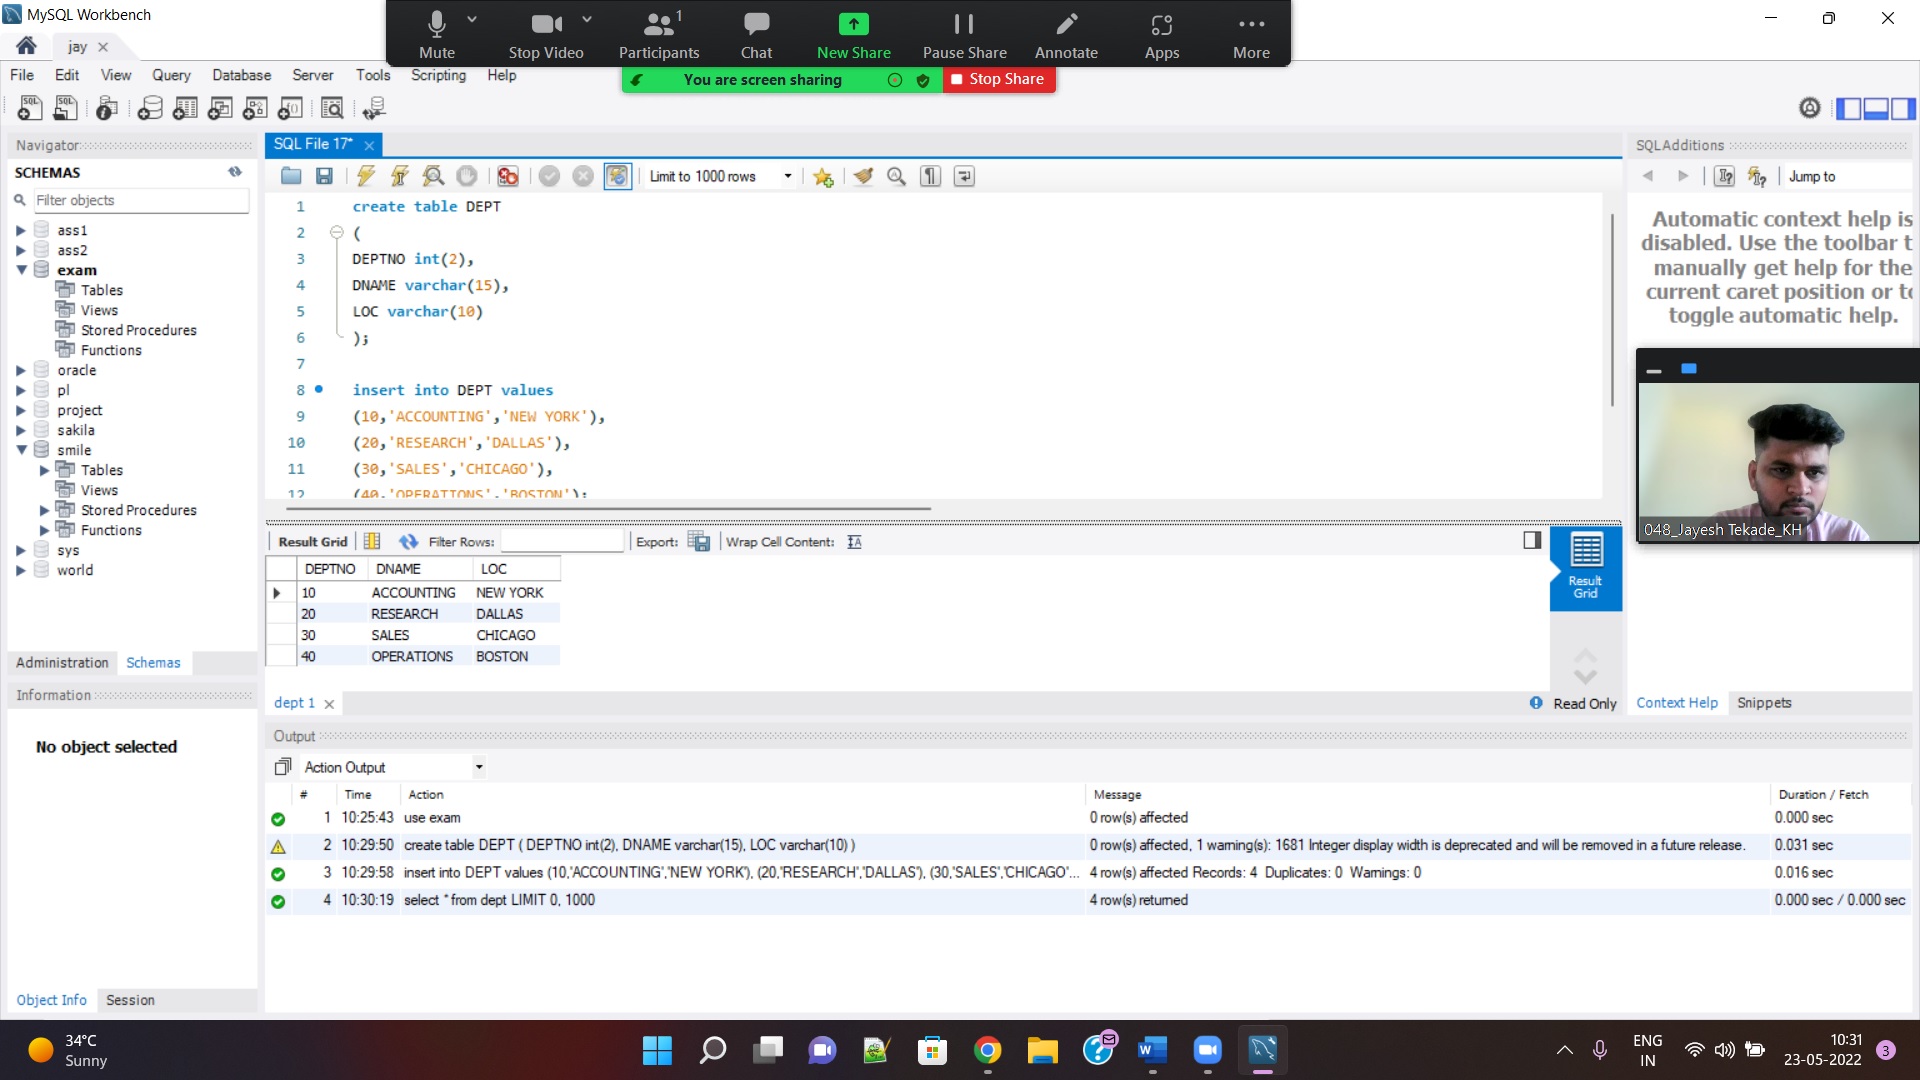 MySQL Workbench
jay
Mute
Stop Video
1
Participants
Chat
New Share
Pause Share
Annotate
Apps
More
You are screen sharing
Stop Share
File Edit View Query Database Server Tools Scripting Help
Navigator
SCHEMAS
Filter objects
ass1
ass2
exam
Tables
Views
Stored Procedures
Functions
oracle
pl
project
sakila
smile
Tables
Views
Stored Procedures
Functions
sys
world
Administration Schemas
Information
No object selected
Object Info Session
SQL File 17*
Limit to 1000 rows
1 create table DEPT
2 (
3 DEPTNO int(2),
4 DNAME varchar(15),
5 LOC varchar(10)
6 );
7
8 insert into DEPT values
9 (10,'ACCOUNTING','NEW YORK'),
10 (20,'RESEARCH','DALLAS'),
11 (30,'SALES','CHICAGO'),
12 (40,'OPERATIONS','BOSTON');
Result Grid Filter Rows: Export: Wrap Cell Content:
DEPTNO DNAME LOC
10 ACCOUNTING NEW YORK
20 RESEARCH DALLAS
30 SALES CHICAGO
40 OPERATIONS BOSTON
Result
Grid
dept 1
Read Only
SQLAdditions
Jump to
Automatic context help is
disabled. Use the toolbar t
manually get help for the
current caret position or to
toggle automatic help.
048_Jayesh Tekade_KH
Context Help Snippets
Output
Action Output
# Time Action Message Duration / Fetch
1 10:25:43 use exam 0 row(s) affected 0.000 sec
2 10:29:50 create table DEPT ( DEPTNO int(2), DNAME varchar(15), LOC varchar(10) ) 0 row(s) affected, 1 warning(s): 1681 Integer display width is deprecated and will be removed in a future release. 0.031 sec
3 10:29:58 insert into DEPT values (10,'ACCOUNTING','NEW YORK'), (20,'RESEARCH','DALLAS'), (30,'SALES','CHICAGO'... 4 row(s) affected Records: 4 Duplicates: 0 Warnings: 0 0.016 sec
4 10:30:19 select * from dept LIMIT 0, 1000 4 row(s) returned 0.000 sec / 0.000 sec
34°C
Sunny
ENG
IN
10:31
23-05-2022
3